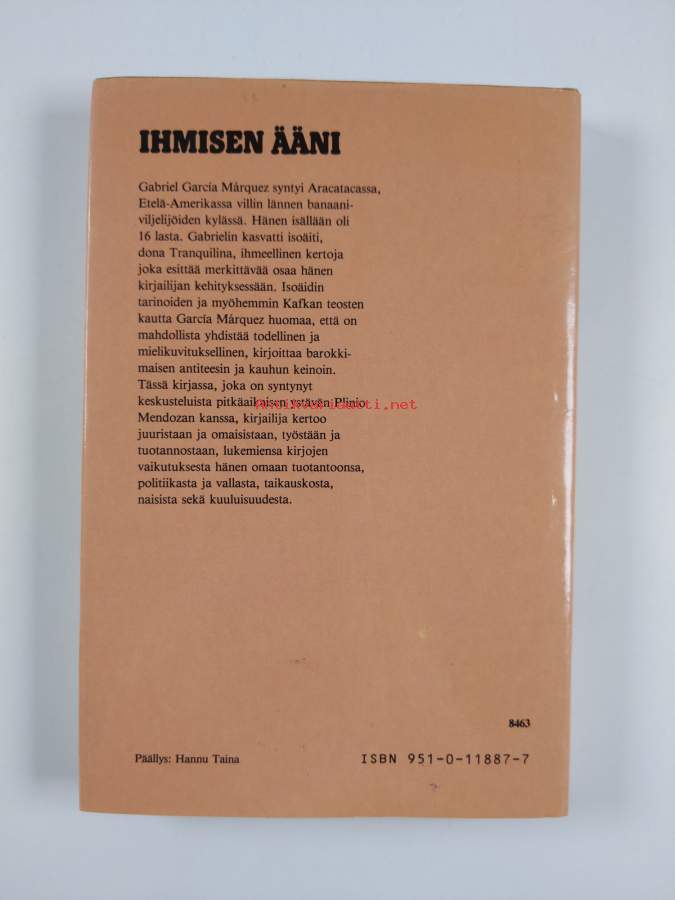 IHMISEN ÄÄNI
Gabriel García Márquez syntyi Aracatacassa,
Etelä-Amerikassa villin lännen banaani-
viljelijöiden kylässä. Hänen isällään oli
16 lasta. Gabrielin kasvatti isoäiti,
dona Tranquilina, ihmeellinen kertoja
joka esittää merkittävää osaa hänen
kirjailijan kehityksessään. Isoäidin
tarinoiden ja myöhemmin Kafkan teosten
kautta García Márquez huomaa, että on
mahdollista yhdistää todellinen ja
mielikuvituksellinen, kirjoittaa barokki-
maisen antiteesin ja kauhun keinoin.
Tässä kirjassa, joka on syntynyt
keskusteluista pitkäaikaisen ystävän Plinio
Antikvariaatti.net
Mendozan kanssa, kirjailija kertoo
juuristaan ja omaisistaan, työstään ja
tuotannostaan, lukemiensa kirjojen
vaikutuksesta hänen omaan tuotantoonsa,
politiikasta ja vallasta, taikauskosta,
naisista sekä kuuluisuudesta.
8463
Päällys: Hannu Taina
ISBN 951-0-11887-7